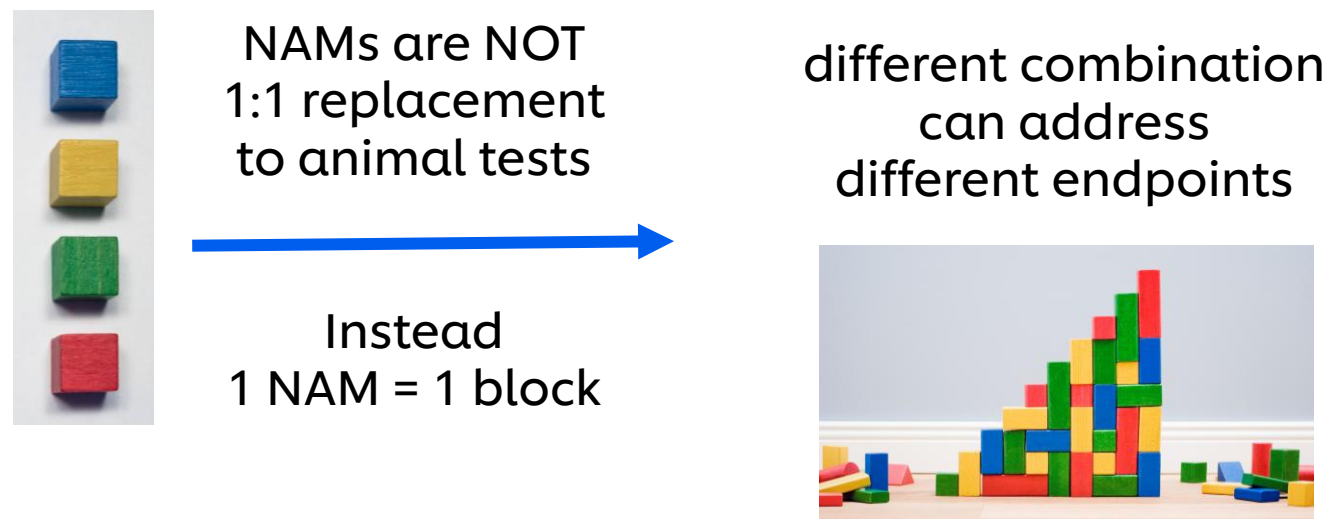 NAMs are NOT
1:1 replacement
to animal tests
Instead
1 NAM = 1 block
different combination
can address
different endpoints